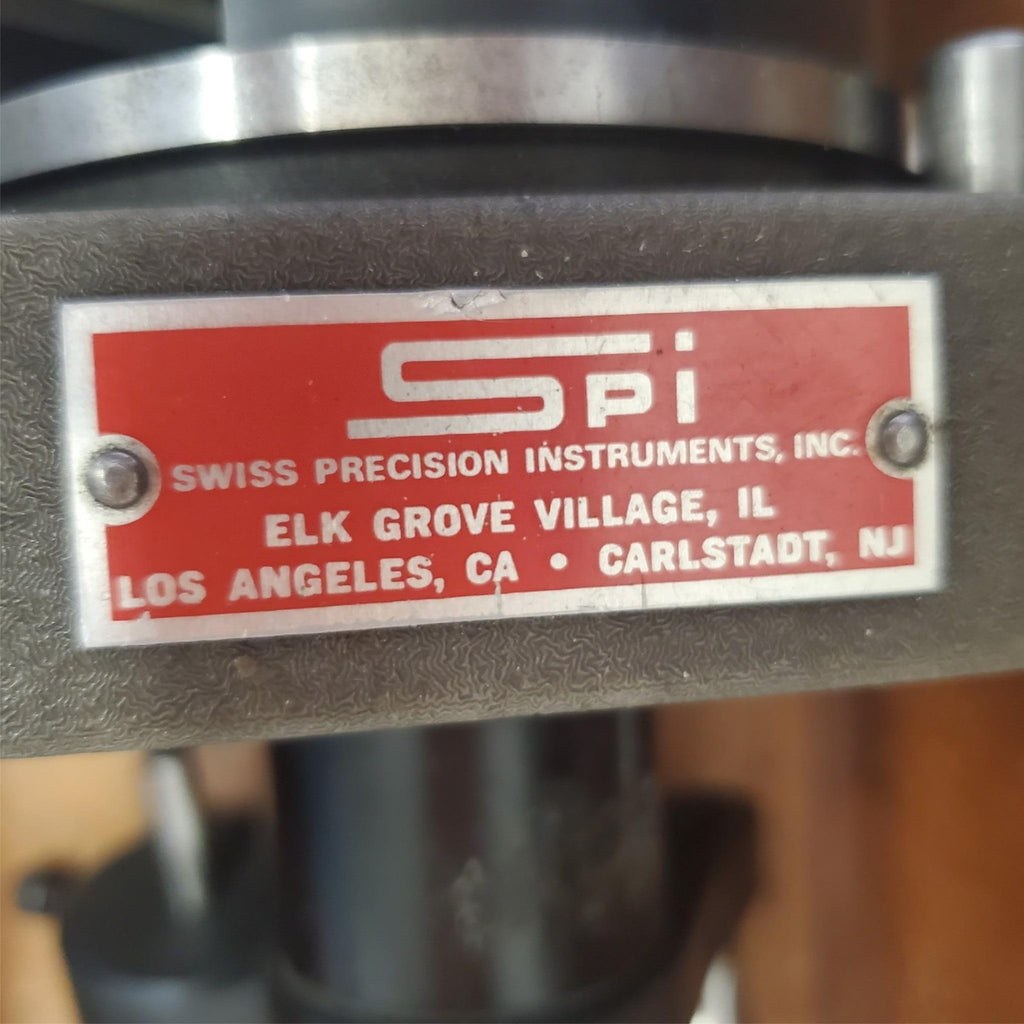 SPi
SWISS PRECISION INSTRUMENTS, INC.
ELK GROVE VILLAGE, IL
LOS ANGELES, CA • CARLSTADT, NJ